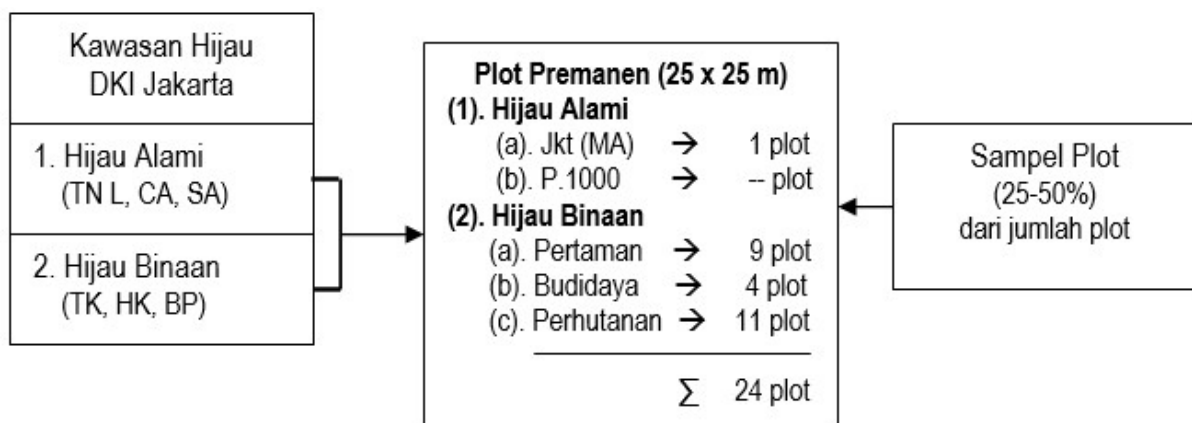 Kawasan Hijau
DKI Jakarta
1. Hijau Alami
(TN L, CA, SA)
2. Hijau Binaan
(TK, HK, BP)
Plot Premanen (25 x 25 m)
(1). Hijau Alami
(a). Jkt (MA) → 1 plot
(b). P.1000 → -- plot
(2). Hijau Binaan
(a). Pertaman → 9 plot
(b). Budidaya → 4 plot
(c). Perhutanan → 11 plot
∑ 24 plot
Sampel Plot
(25-50%)
dari jumlah plot